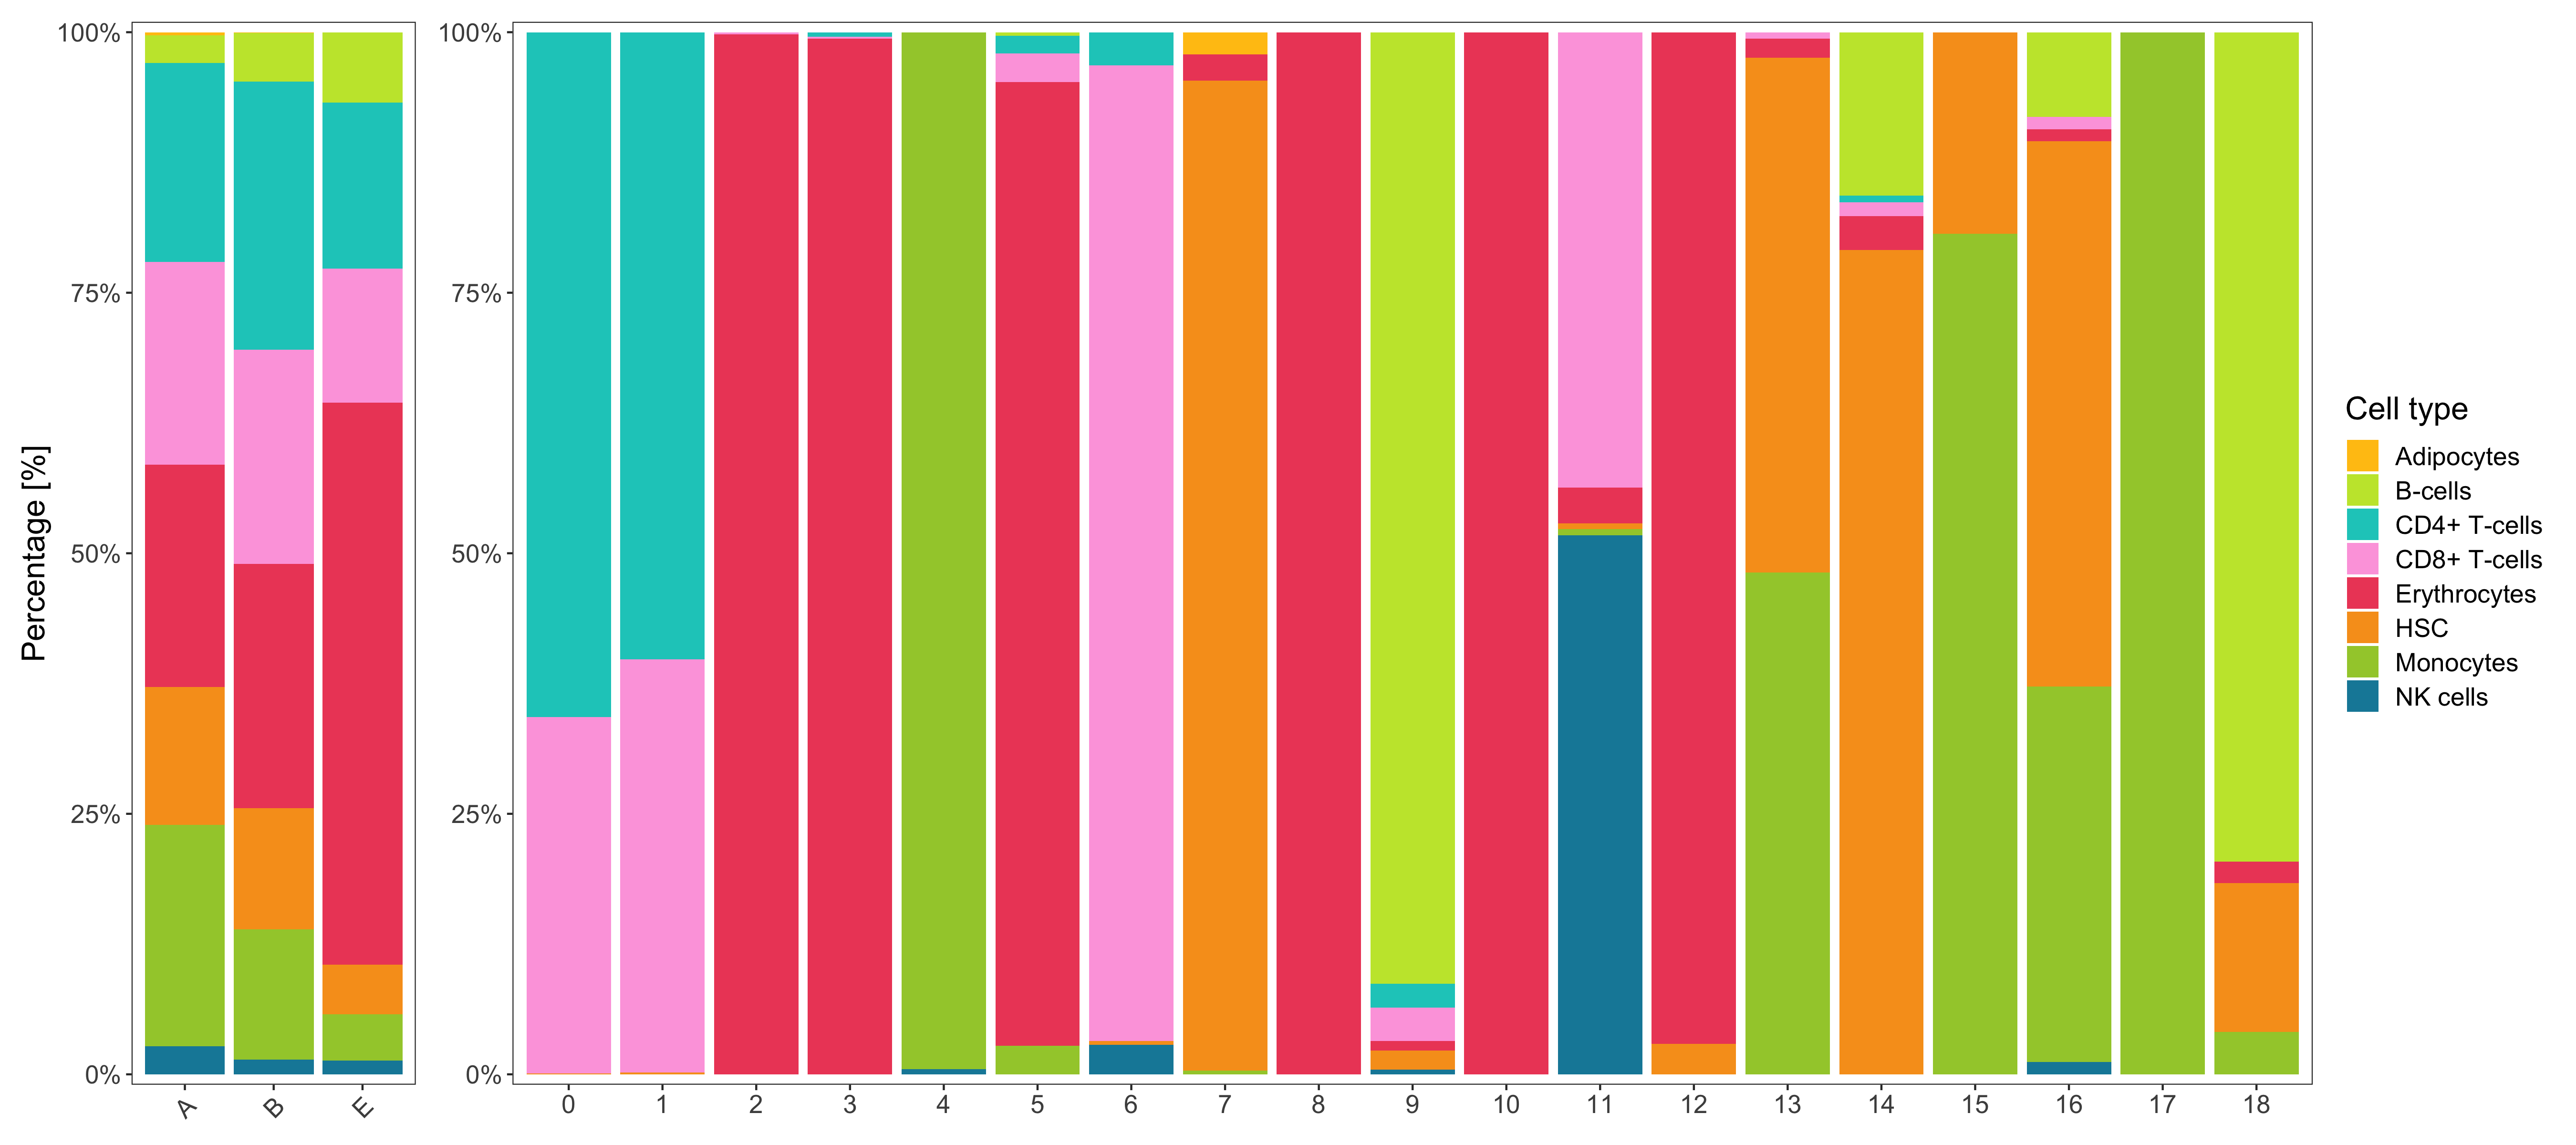 Percentage [%]
100%
75%
50%
25%
0%
A B E
100%
75%
50%
25%
0%
0 1 2 3 4 5 6 7 8 9 10 11 12 13 14 15 16 17 18
Cell type
Adipocytes
B-cells
CD4+ T-cells
CD8+ T-cells
Erythrocytes
HSC
Monocytes
NK cells